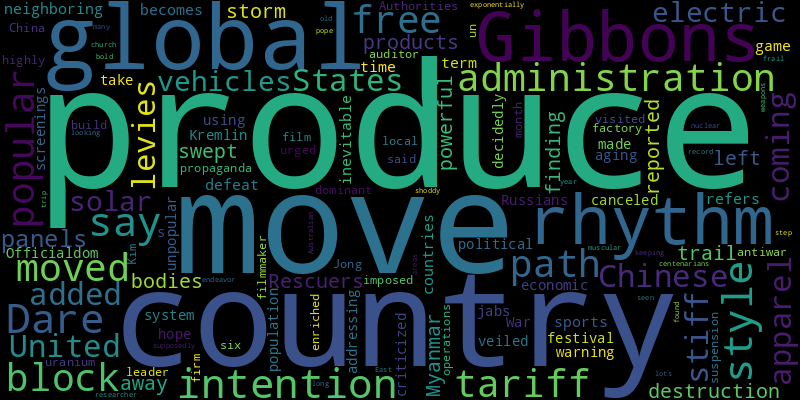 neighboring
becomes
storm
free
Authorities
exponentially
electric
China
many
old
pope
global
products
un
Gibbons
church
bold
auditor
game
highly
time
term
frail
take
vehicles
States
administration
popular
screenings
levies
produce
build
using
inevitable
powerful
decidedly
month
visited
reported
weapons
coming
looking
Kremlin
film
local
factory
nuclear
swept
urged
said
finding
made
record
left
propaganda
aging
trip
solar
defeat
dominant
shoddy
year
canceled
refers
say
move
Russians
rhythm
panels
s
unpopular
filmmaker
Australian
countries
political
step
Officialdom
Kim
path
trail
antiwar
moved
bodies
endeavor
Rescuers
Jong
imposed
areas
economic
Chinese
muscular
keeping
centenarians
added
country
style
apparel
Dare
system
population
enriched
addressing
criticized
Myanmar
operations
jabs
War
sports
seen
found
stiff
suspension
United
hope
six
veiled
festival
supposedly
warning
uranium
firm
block
leader
away
intention
long
East
tariff
lots
destruction
researcher